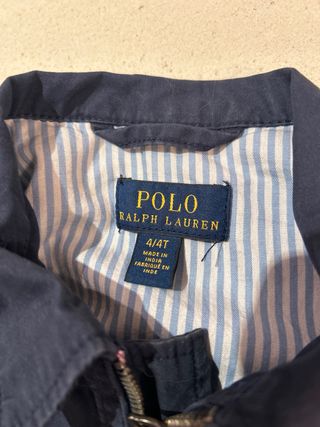 POLO
RALPH LAUREN
4/4T
MADE IN
INDIA
FABRIQUÉ EN
INDE